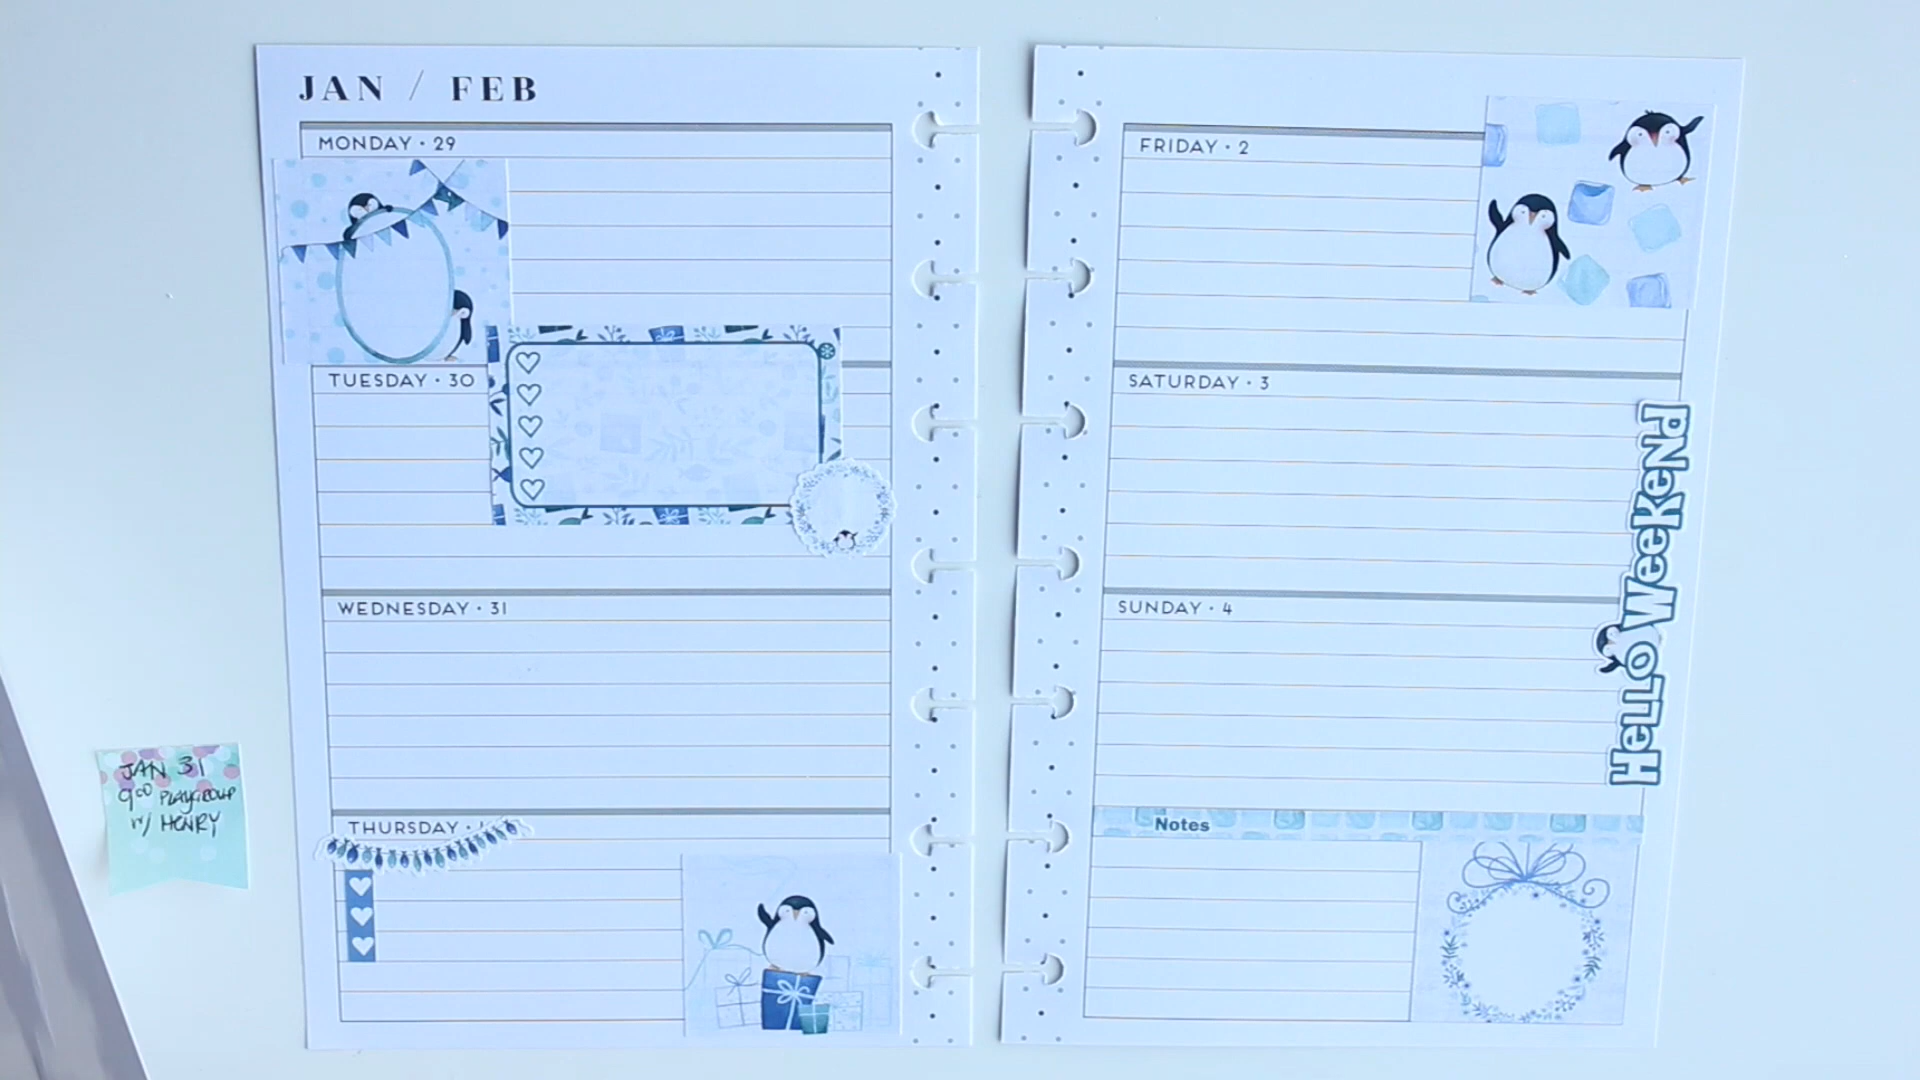 JAN / FEB
MONDAY · 29
TUESDAY · 30
WEDNESDAY · 31
THURSDAY ·
FRIDAY · 2
SATURDAY · 3
SUNDAY · 4
HELLO WEEKEND
Notes
JAN 31
9:00 PLAYGROUP
W/ HENRY